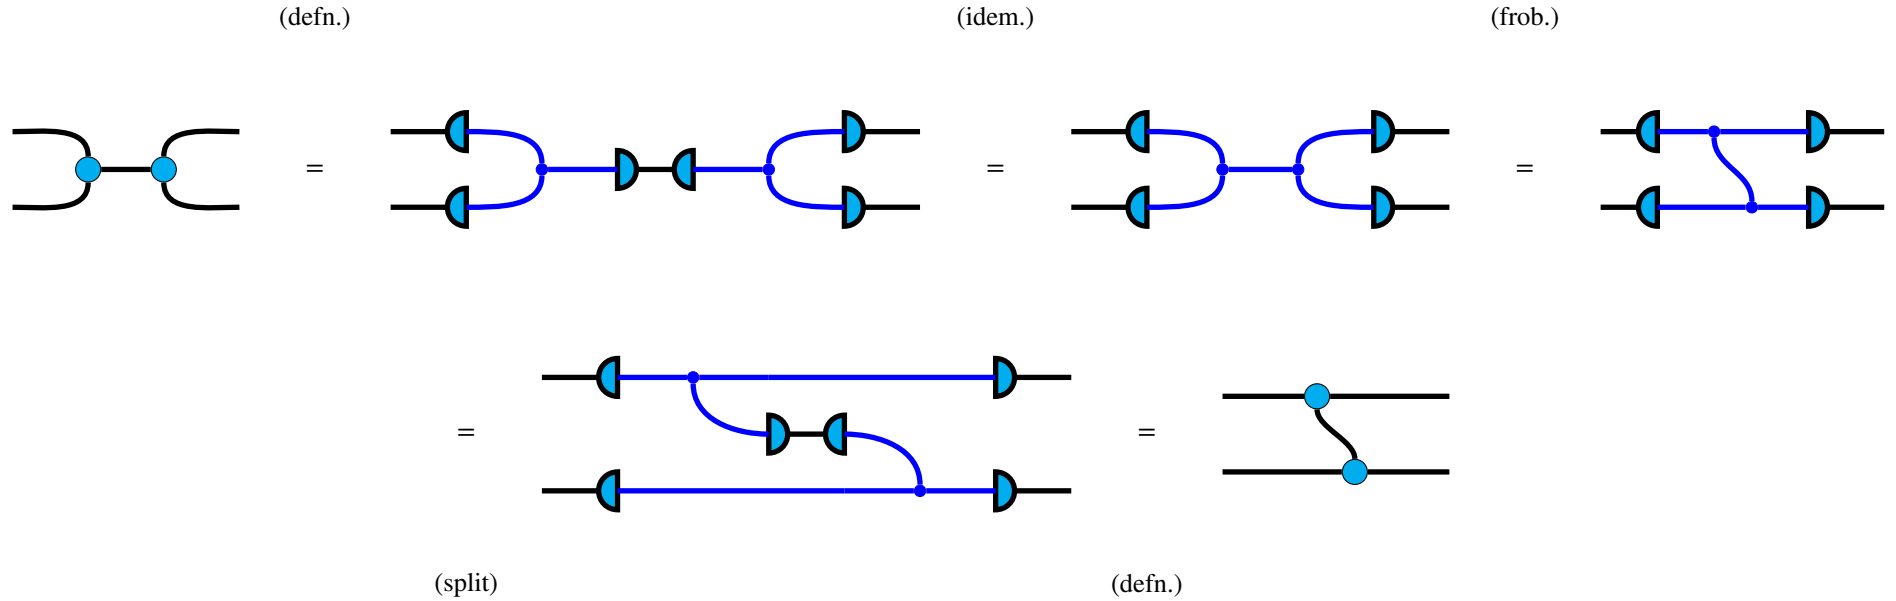 (defn.) (idem.) (frob.)
= = =
= =
(split) (defn.)